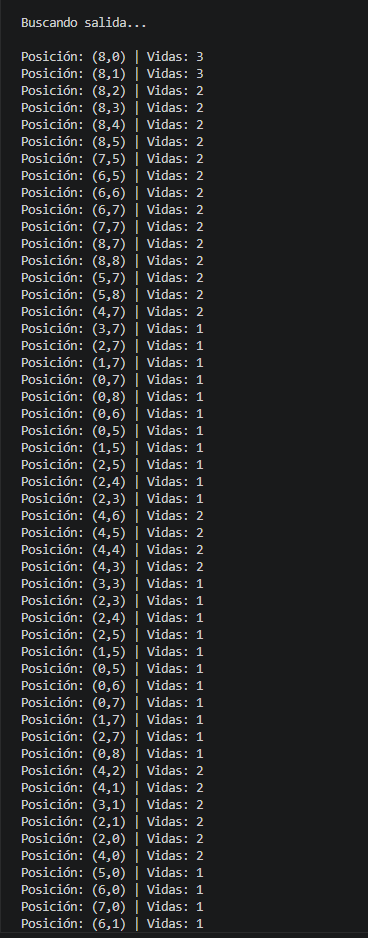 Buscando salida...
Posición: (8,0) | Vidas: 3
Posición: (8,1) | Vidas: 3
Posición: (8,2) | Vidas: 2
Posición: (8,3) | Vidas: 2
Posición: (8,4) | Vidas: 2
Posición: (8,5) | Vidas: 2
Posición: (7,5) | Vidas: 2
Posición: (6,5) | Vidas: 2
Posición: (6,6) | Vidas: 2
Posición: (6,7) | Vidas: 2
Posición: (7,7) | Vidas: 2
Posición: (8,7) | Vidas: 2
Posición: (8,8) | Vidas: 2
Posición: (5,7) | Vidas: 2
Posición: (5,8) | Vidas: 2
Posición: (4,7) | Vidas: 2
Posición: (3,7) | Vidas: 1
Posición: (2,7) | Vidas: 1
Posición: (1,7) | Vidas: 1
Posición: (0,7) | Vidas: 1
Posición: (0,8) | Vidas: 1
Posición: (0,6) | Vidas: 1
Posición: (0,5) | Vidas: 1
Posición: (1,5) | Vidas: 1
Posición: (2,5) | Vidas: 1
Posición: (2,4) | Vidas: 1
Posición: (2,3) | Vidas: 1
Posición: (4,6) | Vidas: 2
Posición: (4,5) | Vidas: 2
Posición: (4,4) | Vidas: 2
Posición: (4,3) | Vidas: 2
Posición: (3,3) | Vidas: 1
Posición: (2,3) | Vidas: 1
Posición: (2,4) | Vidas: 1
Posición: (2,5) | Vidas: 1
Posición: (1,5) | Vidas: 1
Posición: (0,5) | Vidas: 1
Posición: (0,6) | Vidas: 1
Posición: (0,7) | Vidas: 1
Posición: (1,7) | Vidas: 1
Posición: (2,7) | Vidas: 1
Posición: (0,8) | Vidas: 1
Posición: (4,2) | Vidas: 2
Posición: (4,1) | Vidas: 2
Posición: (3,1) | Vidas: 2
Posición: (2,1) | Vidas: 2
Posición: (2,0) | Vidas: 2
Posición: (4,0) | Vidas: 2
Posición: (5,0) | Vidas: 1
Posición: (6,0) | Vidas: 1
Posición: (7,0) | Vidas: 1
Posición: (6,1) | Vidas: 1